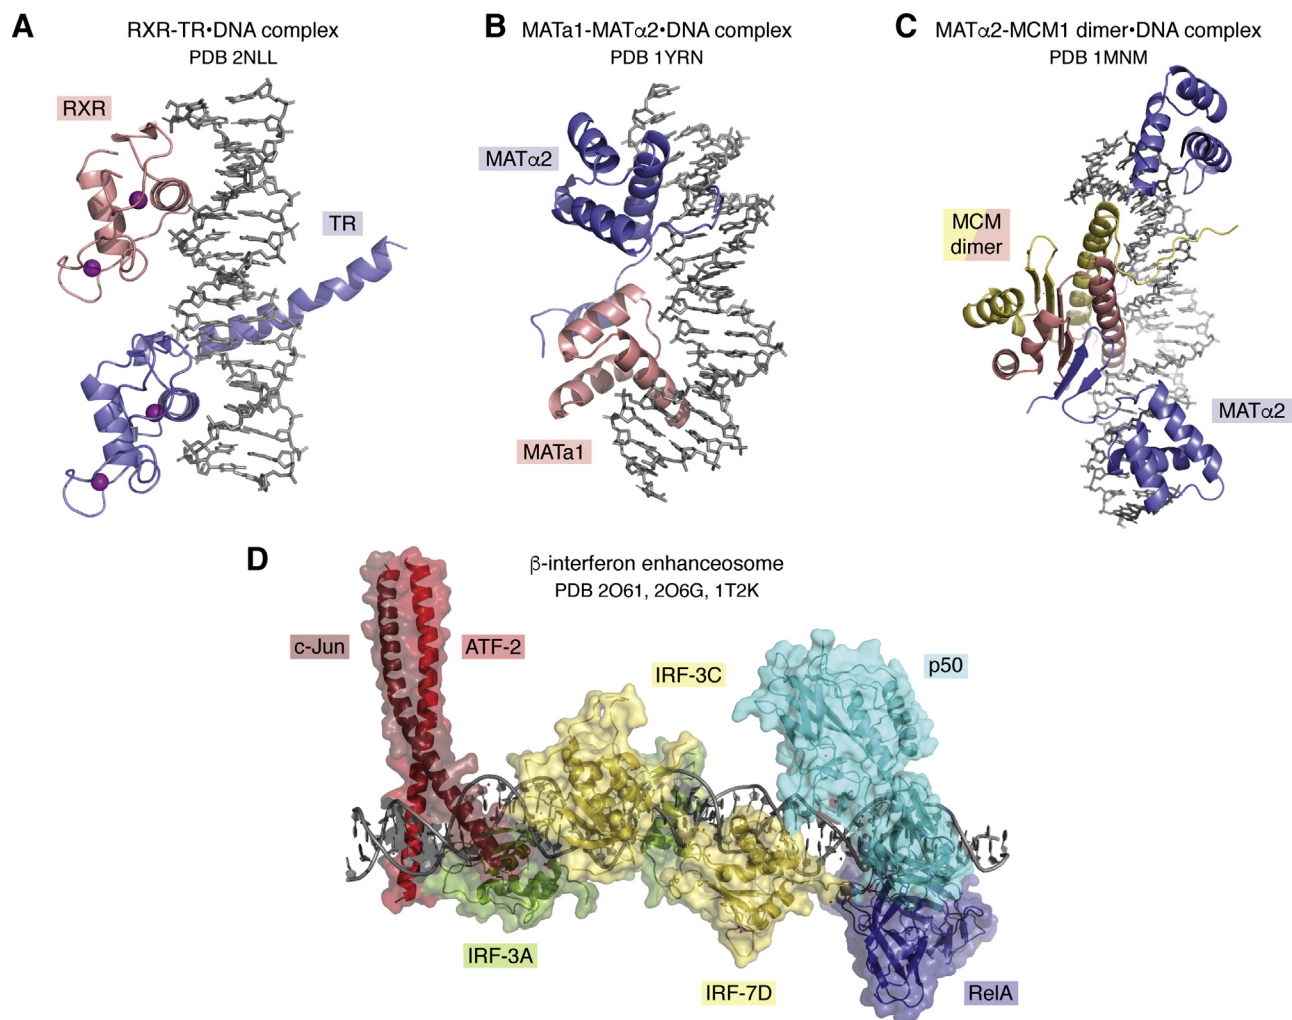 A
RXR-TR•DNA complex
PDB 2NLL
RXR
TR
B
MATa1-MATα2•DNA complex
PDB 1YRN
MATα2
MATa1
C
MATα2-MCM1 dimer•DNA complex
PDB 1MNM
MCM
dimer
MATα2
D
β-interferon enhanceosome
PDB 2O61, 2O6G, 1T2K
c-Jun
ATF-2
IRF-3C
p50
IRF-3A
IRF-7D
RelA